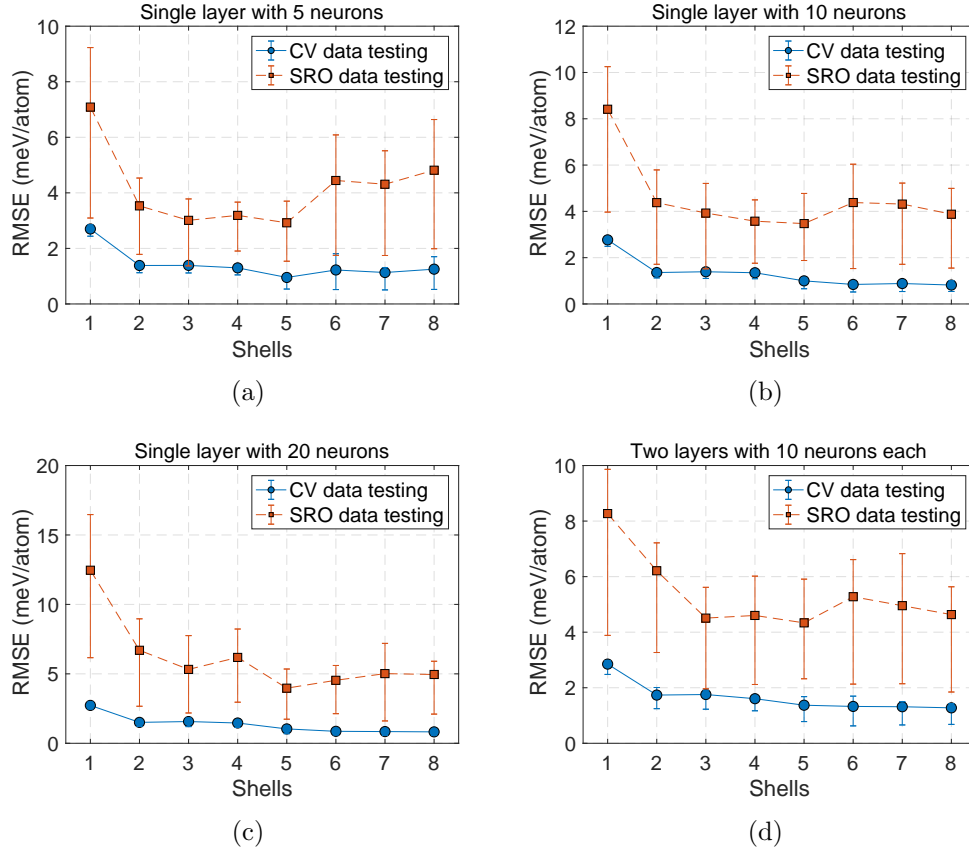 Single layer with 5 neurons
10
8
6
4
2
0
RMSE (meV/atom)
CV data testing
SRO data testing
1 2 3 4 5 6 7 8
Shells
(a)
Single layer with 10 neurons
12
10
8
6
4
2
0
RMSE (meV/atom)
CV data testing
SRO data testing
1 2 3 4 5 6 7 8
Shells
(b)
Single layer with 20 neurons
20
15
10
5
0
RMSE (meV/atom)
CV data testing
SRO data testing
1 2 3 4 5 6 7 8
Shells
(c)
Two layers with 10 neurons each
10
8
6
4
2
0
RMSE (meV/atom)
CV data testing
SRO data testing
1 2 3 4 5 6 7 8
Shells
(d)